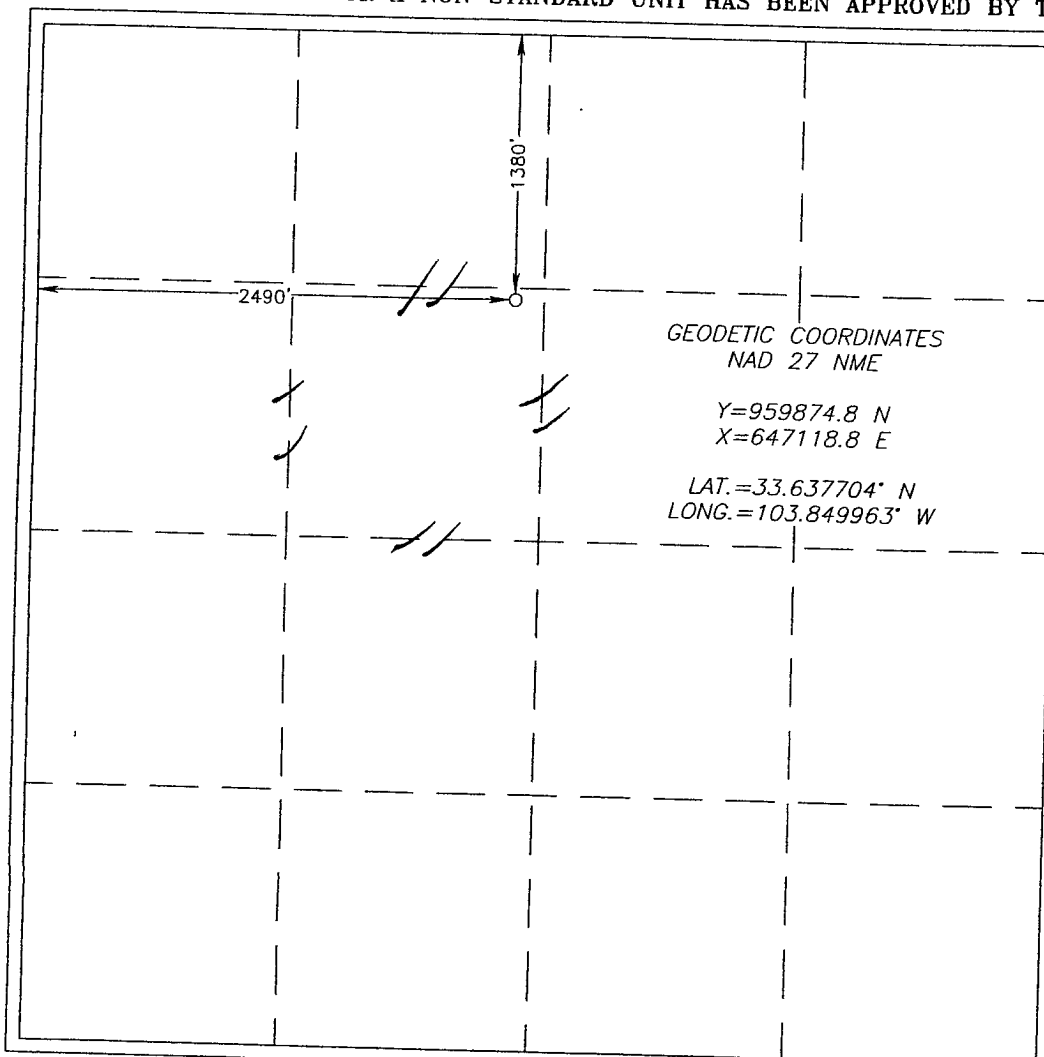 A NON STANDARD UNIT HAS BEEN APPROVED BY
1380'
2490'
GEODETIC COORDINATES
NAD 27 NME
Y=959874.8 N
X=647118.8 E
LAT.=33.637704° N
LONG.=103.849963° W